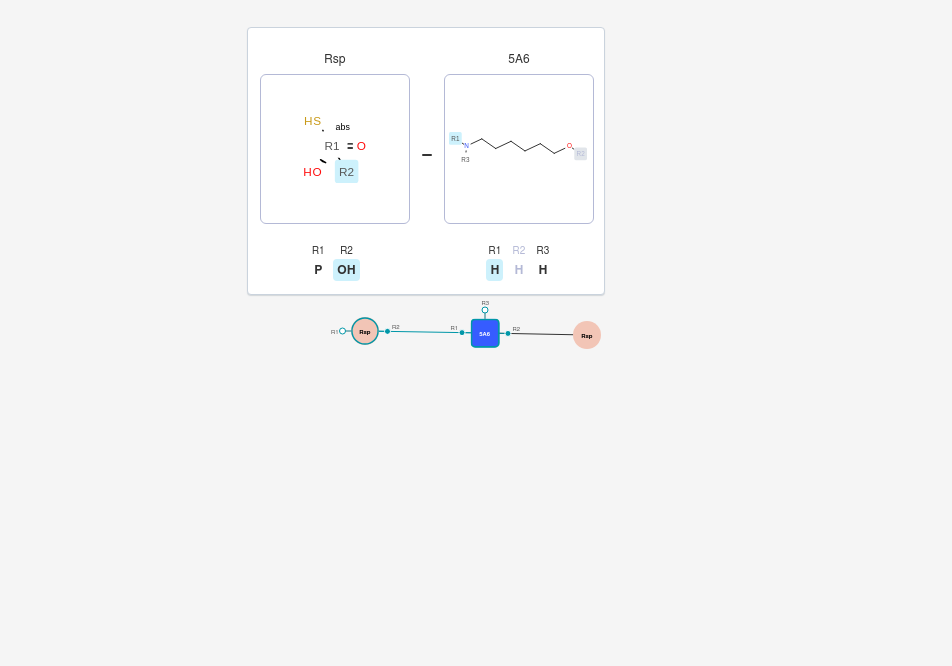 Rsp 5A6
HS abs
R1 = O
HO R2
R1 N R3 O R2
R1 R2
P OH
R1 R2 R3
H H H
R3
R1 Rsp R2 R1 5A6 R2 Rsp